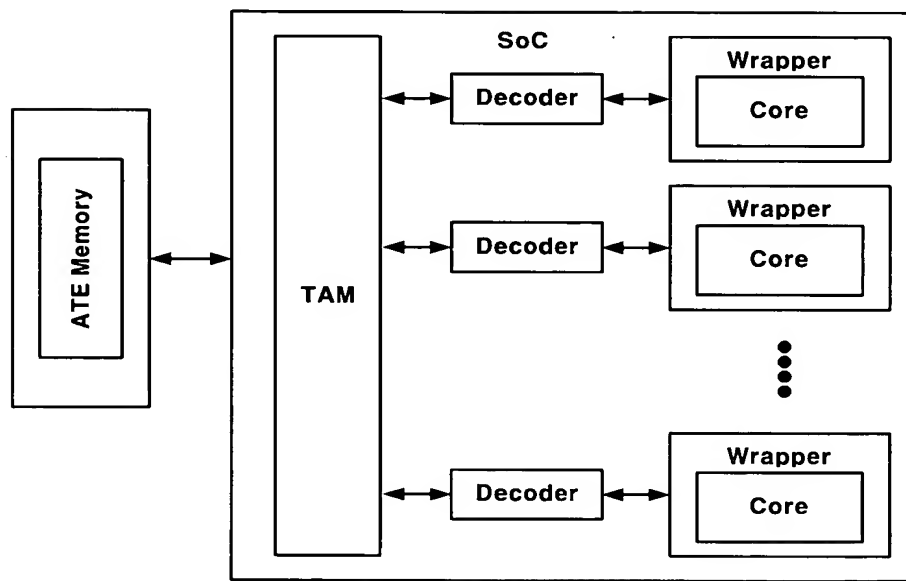 SoC
Wrapper
Decoder
Core
ATE Memory
TAM
Wrapper
Decoder
Core
Wrapper
Decoder
Core